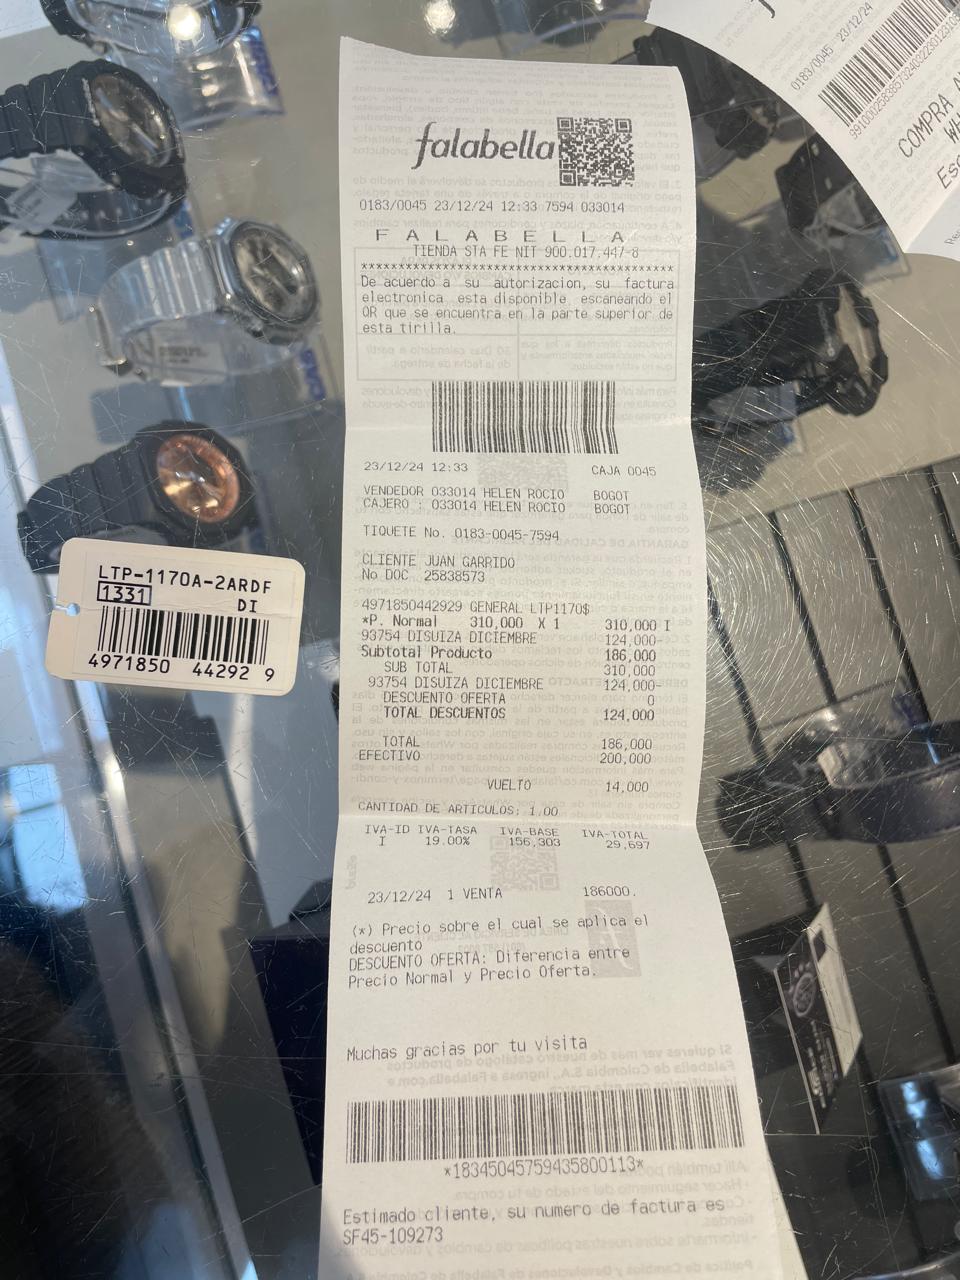 falabella
0183/0045 23/12/24 12:33 7594 033014
F A L A B E L L A
TIENDA STA FE NIT 900.017.447-8
****************************************
De acuerdo a su autorizacion, su factura
electronica esta disponible escaneando el
QR que se encuentra en la parte superior de
esta tirilla.
23/12/24 12:33 CAJA 0045
VENDEDOR 033014 HELEN ROCIO BOGOT
CAJERO : 033014 HELEN ROCIO BOGOT
TIQUETE No. 0183-0045-7594
CLIENTE JUAN GARRIDO
No DOC 25838573
4971850442929 GENERAL LTP1170$
*P. Normal 310,000 X 1 310,000 I
93754 DISUIZA DICIEMBRE 124,000-
Subtotal Producto 186,000
SUB TOTAL 310,000
93754 DISUIZA DICIEMBRE 124,000-
DESCUENTO OFERTA 0
TOTAL DESCUENTOS 124,000
TOTAL 186,000
EFECTIVO 200,000
VUELTO 14,000
CANTIDAD DE ARTICULOS: 1.00
IVA-ID IVA-TASA IVA-BASE IVA-TOTAL
I 19.00% 156,303 29,697
23/12/24 1 VENTA 186000.
(*) Precio sobre el cual se aplica el
descuento
DESCUENTO OFERTA: Diferencia entre
Precio Normal y Precio Oferta.
Muchas gracias por tu visita
*18345045759435800113*
Estimado cliente, su numero de factura es
SF45-109273
LTP-1170A-2ARDF
1331 DI
4971850 44292 9
0183/0045 23/12/24
COMPRA